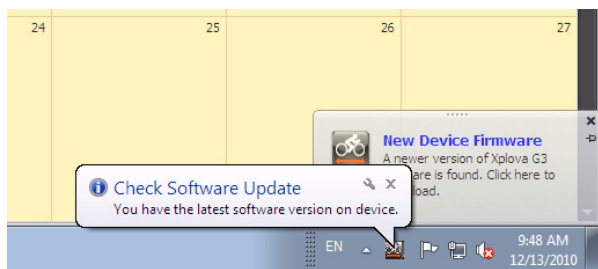 24 25 26 27
New Device Firmware
A newer version of Xplova G3
are is found. Click here to
load.
Check Software Update
You have the latest software version on device.
EN
9:48 AM
12/13/2010